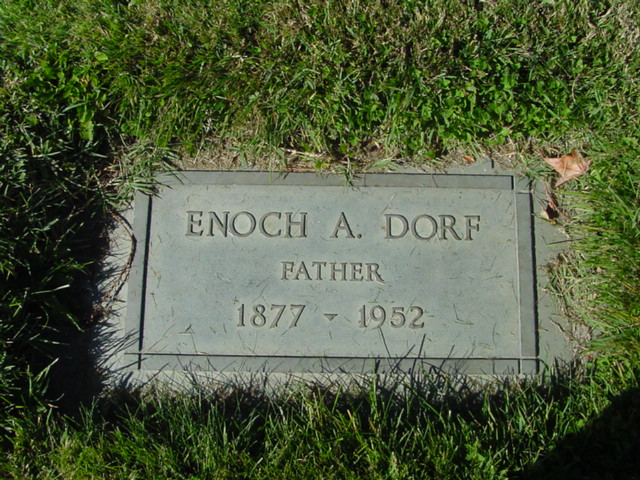 ENOCH A. DORF
FATHER
1877 - 1952